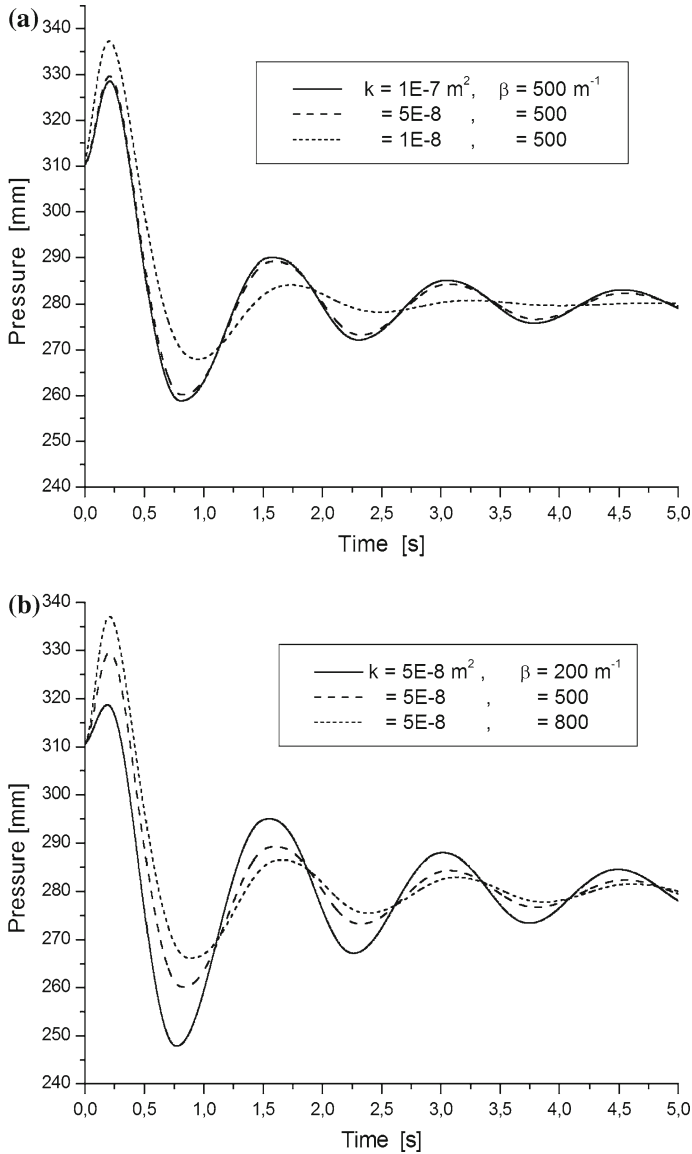 (a)
Pressure [mm]
340
330
320
310
300
290
280
270
260
250
240
k = 1E-7 m², β = 500 m⁻¹
= 5E-8 , = 500
= 1E-8 , = 500
0,0 0,5 1,0 1,5 2,0 2,5 3,0 3,5 4,0 4,5 5,0
Time [s]
(b)
Pressure [mm]
340
330
320
310
300
290
280
270
260
250
240
k = 5E-8 m² , β = 200 m⁻¹
= 5E-8 , = 500
= 5E-8 , = 800
0,0 0,5 1,0 1,5 2,0 2,5 3,0 3,5 4,0 4,5 5,0
Time [s]